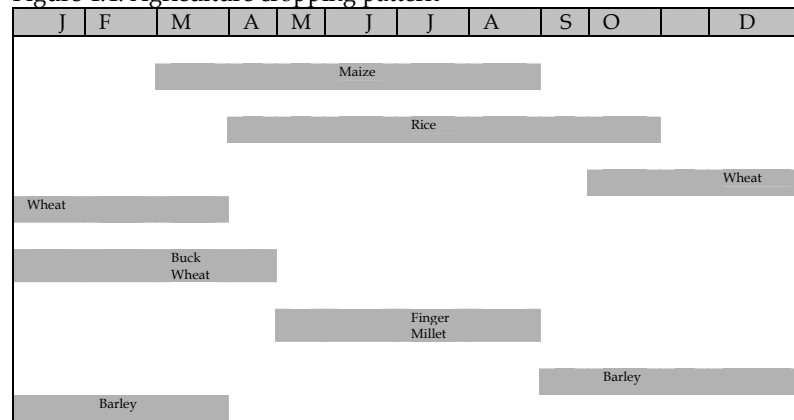 Figure 1.1: Agriculture cropping pattern
J F M A M J J A S O D
Maize
Rice
Wheat
Wheat
Buck
Wheat
Finger
Millet
Barley
Barley